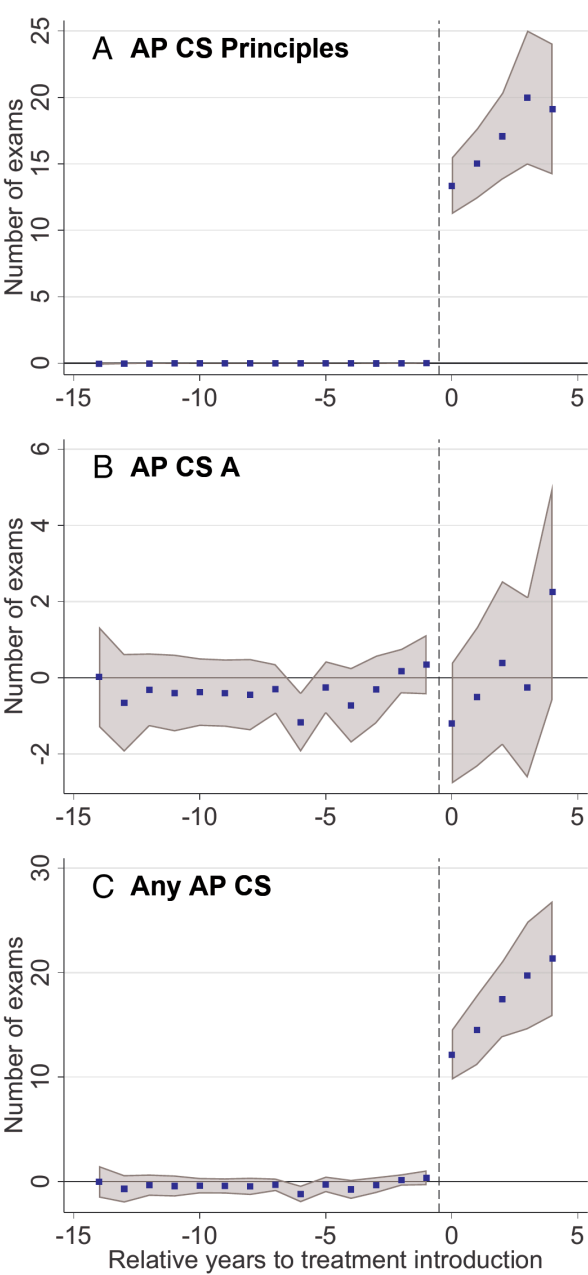 A AP CS Principles
Number of exams
25
20
15
10
5
0
-15 -10 -5 0 5
B AP CS A
Number of exams
6
4
2
0
-2
-15 -10 -5 0 5
C Any AP CS
Number of exams
30
20
10
0
-15 -10 -5 0 5
Relative years to treatment introduction